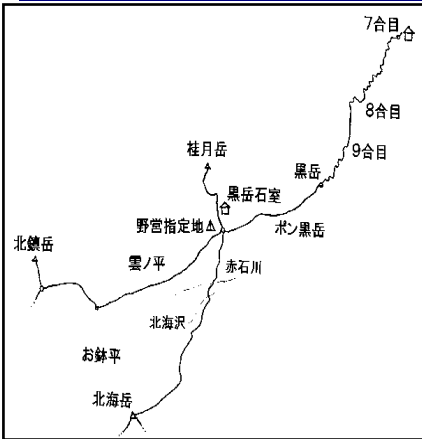 7合目
8合目
9合目
桂月岳
黒岳
黒岳石室
野営指定地
ポン黒岳
北鎮岳
雲ノ平
赤石川
北海沢
お鉢平
北海岳